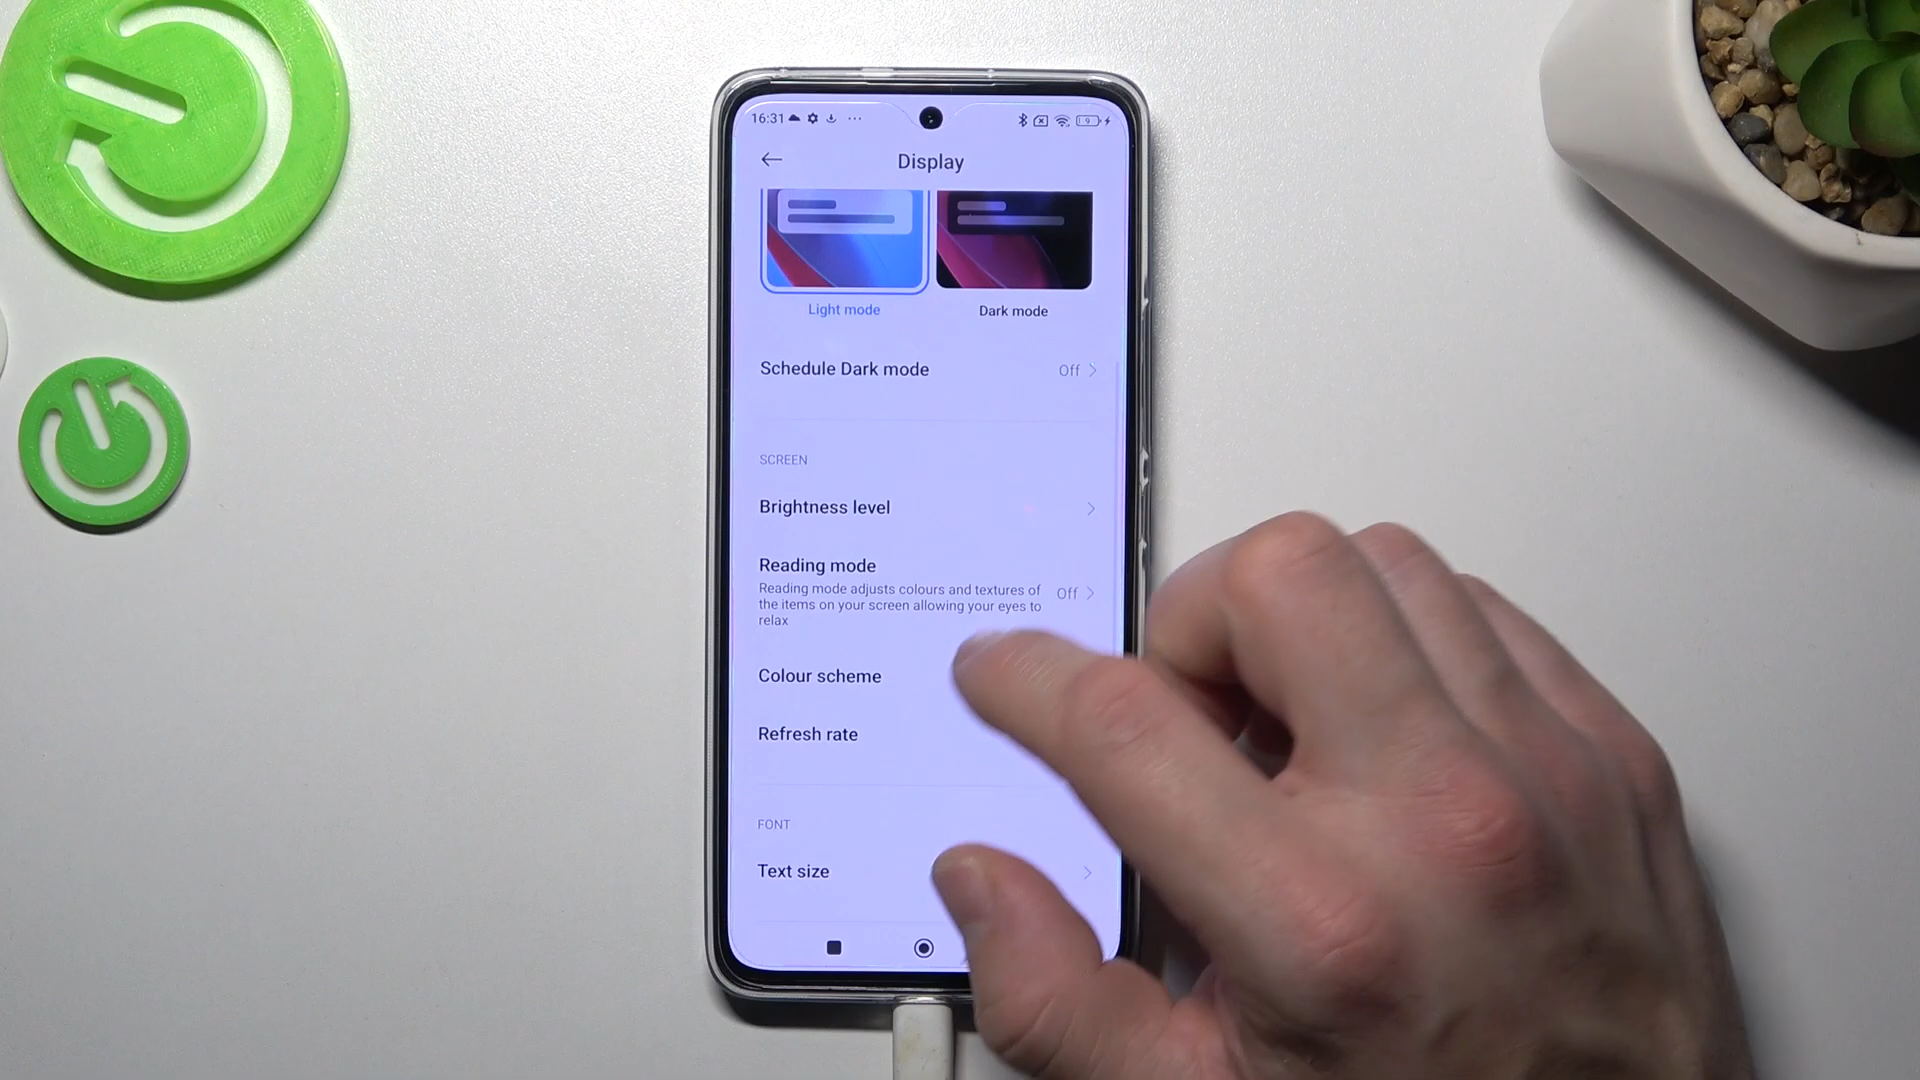 16:31 ... 9
Display
Light mode Dark mode
Schedule Dark mode Off
SCREEN
Brightness level
Reading mode
Reading mode adjusts colours and textures of
the items on your screen allowing your eyes to
relax
Off
Colour scheme
Refresh rate
FONT
Text size